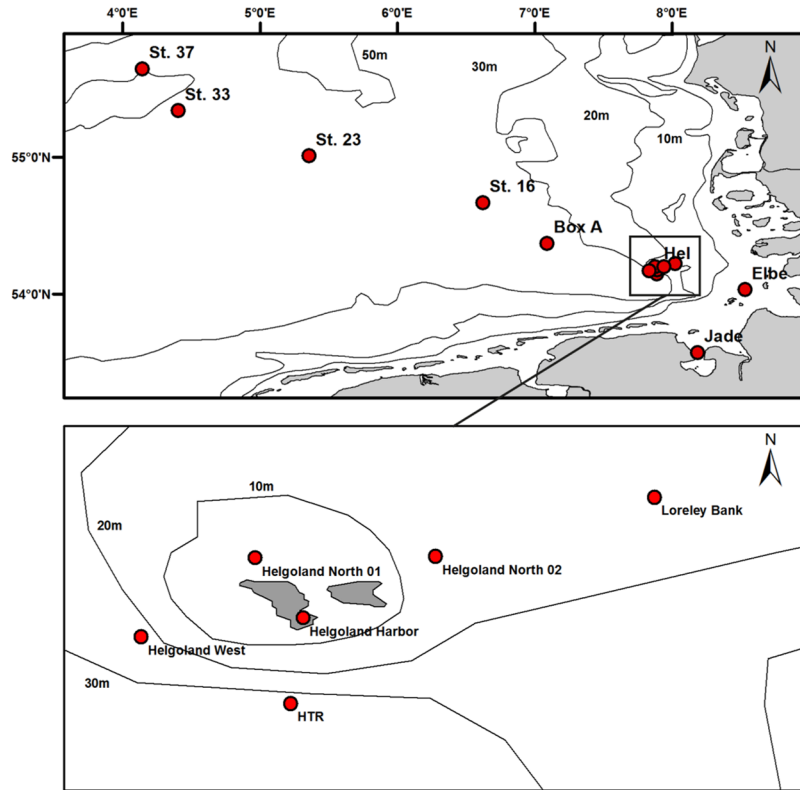 4°0'E
5°0'E
6°0'E
7°0'E
8°0'E
St. 37
50m
30m
N
St. 33
20m
St. 23
10m
55°0'N
St. 16
Box A
Hel
Elbe
54°0'N
Jade
N
10m
Loreley Bank
20m
Helgoland North 01
Helgoland North 02
Helgoland Harbor
Helgoland West
30m
HTR